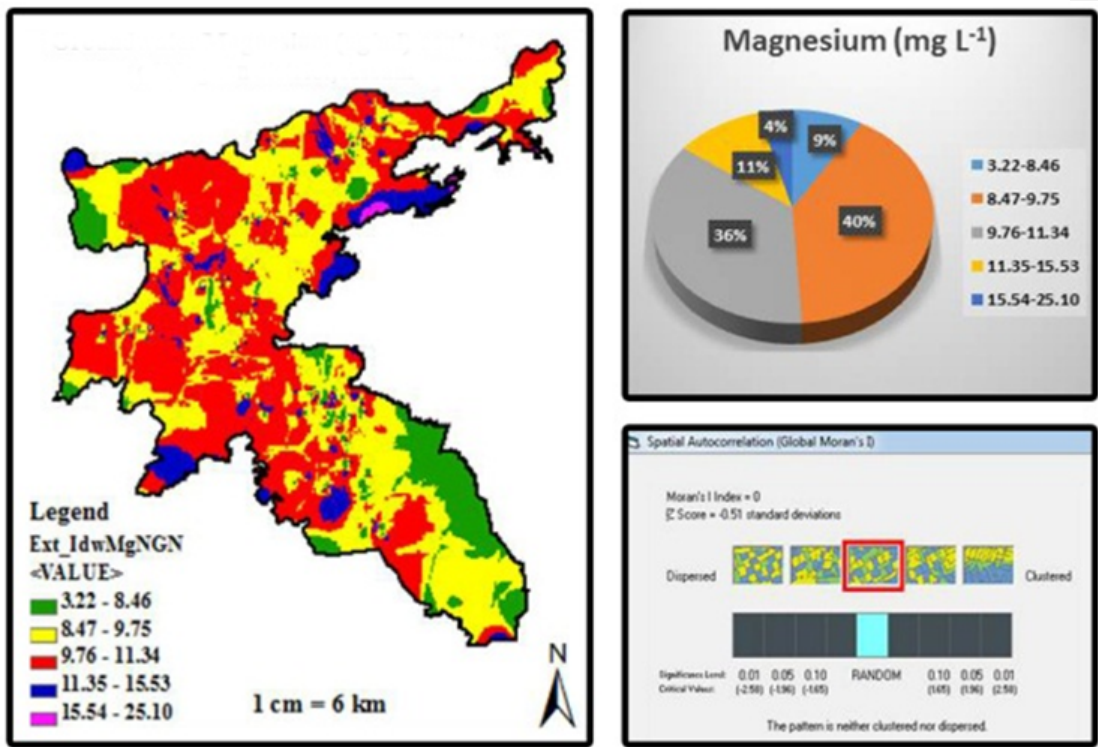 Legend
Ext_IdwMgNGN
<VALUE>
3.22 - 8.46
8.47 - 9.75
9.76 - 11.34
11.35 - 15.53
15.54 - 25.10
1 cm = 6 km
N
Magnesium (mg L-1)
4%
9%
11%
36%
40%
3.22-8.46
8.47-9.75
9.76-11.34
11.35-15.53
15.54-25.10
Spatial Autocorrelation (Global Moran's I)
Moran's I Index = 0
Z Score = -0.51 standard deviations
Dispersed
Clustered
Significance Level: 0.01 0.05 0.10 RANDOM 0.10 0.05 0.01
Critical Values: (-2.58) (-1.96) (-1.65) (1.65) (1.96) (2.58)
The pattern is neither clustered nor dispersed.